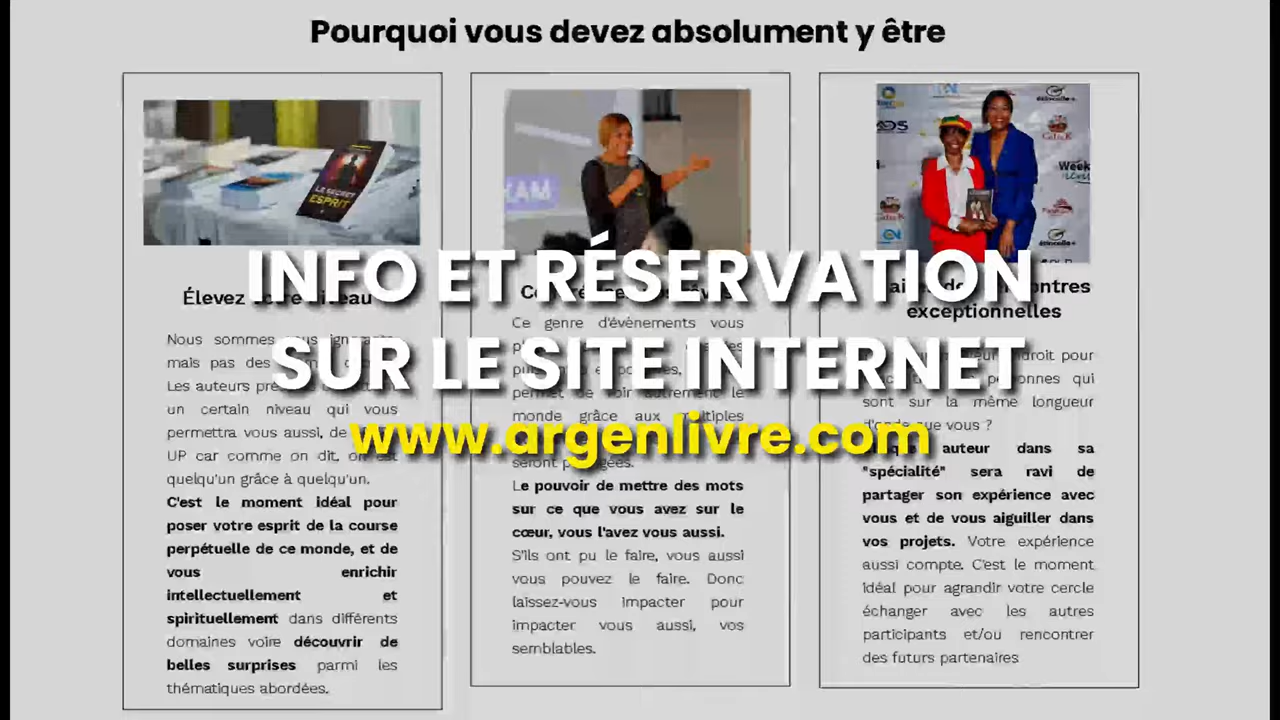 Pourquoi vous devez absolument y être
INFO ET RÉSERVATION
SUR LE SITE INTERNET
www.argenlivre.com
LE SECRET
ESPRIT
Élevez
Nous sommes
mais pas des
Les auteurs
un certain niveau qui vous
permettra vous aussi, de
UP car comme on dit, on est
quelqu'un grâce à quelqu'un.
C'est le moment idéal pour
poser votre esprit de la course
perpétuelle de ce monde, et de
vous enrichir
intellectuellement et
spirituellement dans différents
domaines voire découvrir de
belles surprises parmi les
thématiques abordées.
Ce genre d'évènements vous
permet de voir autrement le
monde grâce aux multiples
seront
Le pouvoir de mettre des mots
sur ce que vous avez sur le
cœur, vous l'avez vous aussi.
S'ils ont pu le faire, vous aussi
vous pouvez le faire. Donc
laissez-vous impacter pour
impacter vous aussi, vos
semblables.
exceptionnelles
pour
qui
sont sur la même longueur
que vous ?
auteur dans sa
"spécialité" sera ravi de
partager son expérience avec
vous et de vous aiguiller dans
vos projets. Votre expérience
aussi compte. C'est le moment
idéal pour agrandir votre cercle
échanger avec les autres
participants et/ou rencontrer
des futurs partenaires